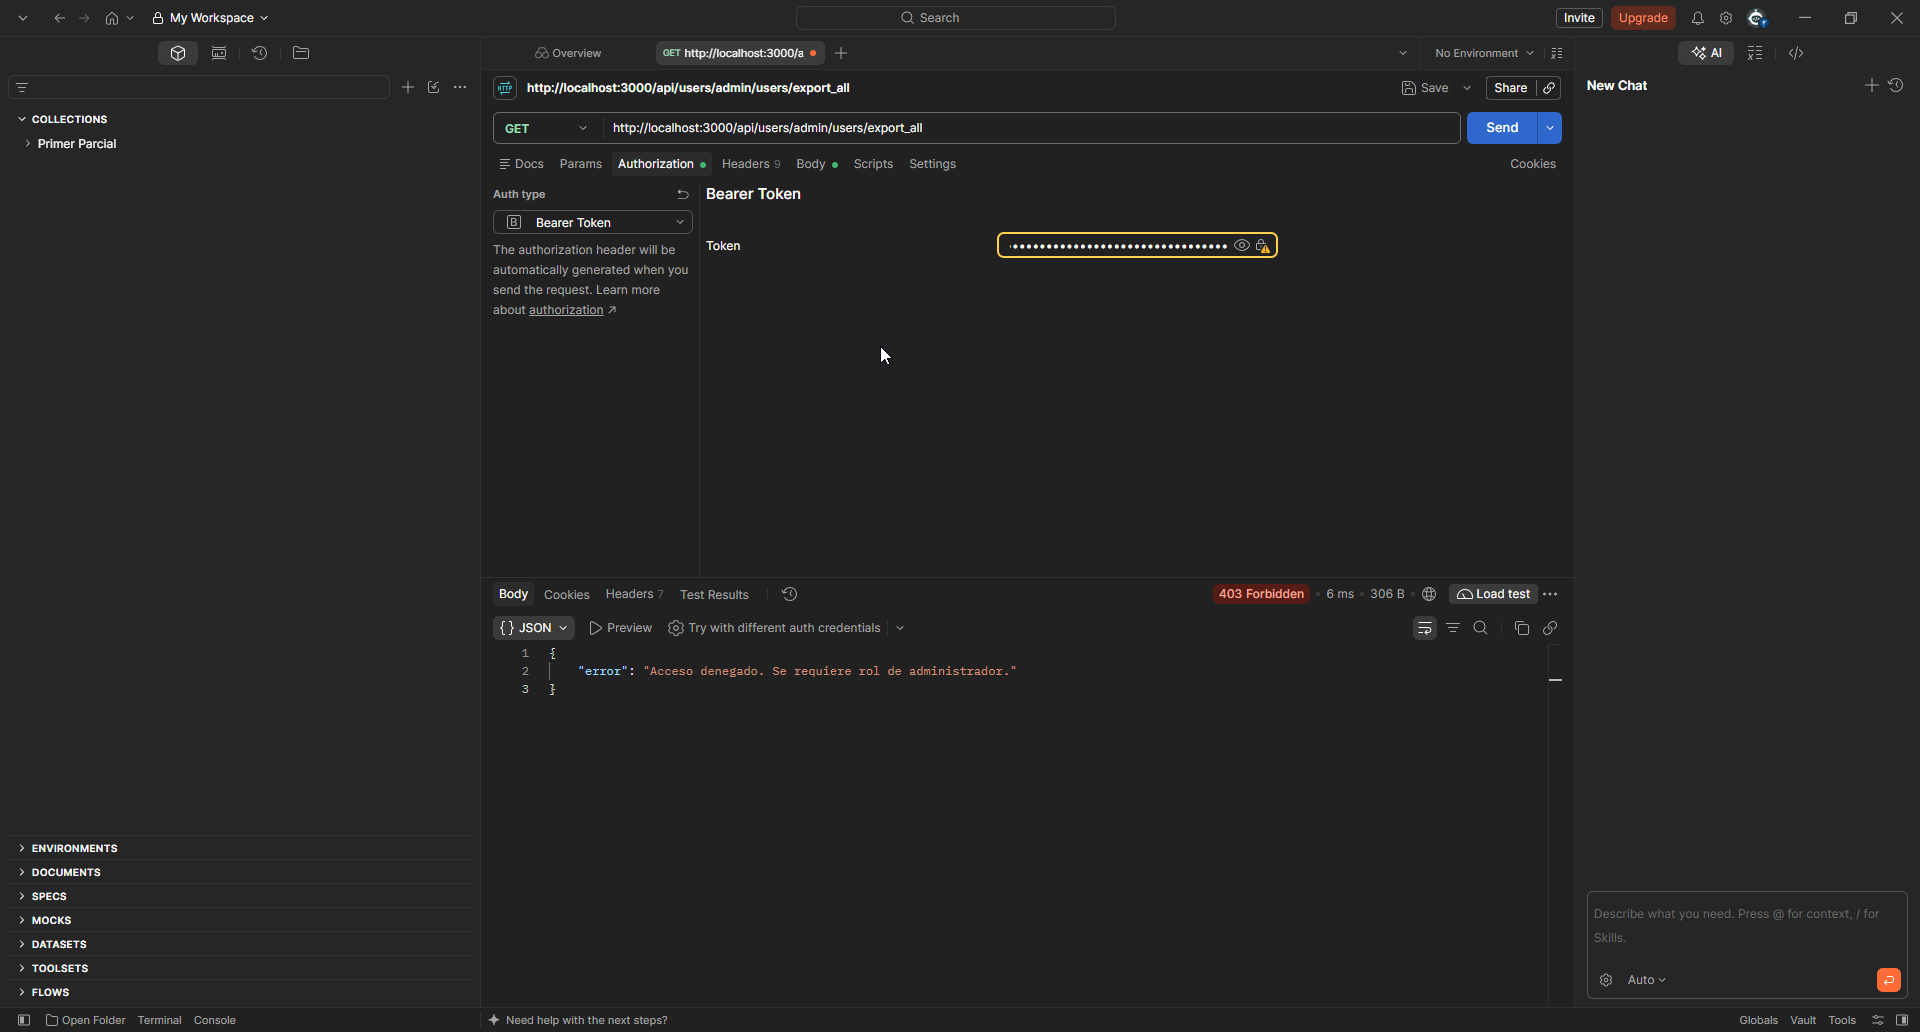 My Workspace
Search
Invite
Upgrade
Overview
GET http://localhost:3000/a
No Environment
AI
HTTP
http://localhost:3000/api/users/admin/users/export_all
Save
Share
New Chat
COLLECTIONS
Primer Parcial
GET
http://localhost:3000/api/users/admin/users/export_all
Send
Docs
Params
Authorization
Headers 9
Body
Scripts
Settings
Cookies
Auth type
B Bearer Token
The authorization header will be
automatically generated when you
send the request. Learn more
about authorization
Bearer Token
Token
Body
Cookies
Headers 7
Test Results
403 Forbidden
6 ms
306 B
Load test
{} JSON
Preview
Try with different auth credentials
1 {
2 "error": "Acceso denegado. Se requiere rol de administrador."
3 }
ENVIRONMENTS
DOCUMENTS
SPECS
MOCKS
DATASETS
TOOLSETS
FLOWS
Describe what you need. Press @ for context, / for
Skills.
Auto
Open Folder
Terminal
Console
Need help with the next steps?
Globals
Vault
Tools